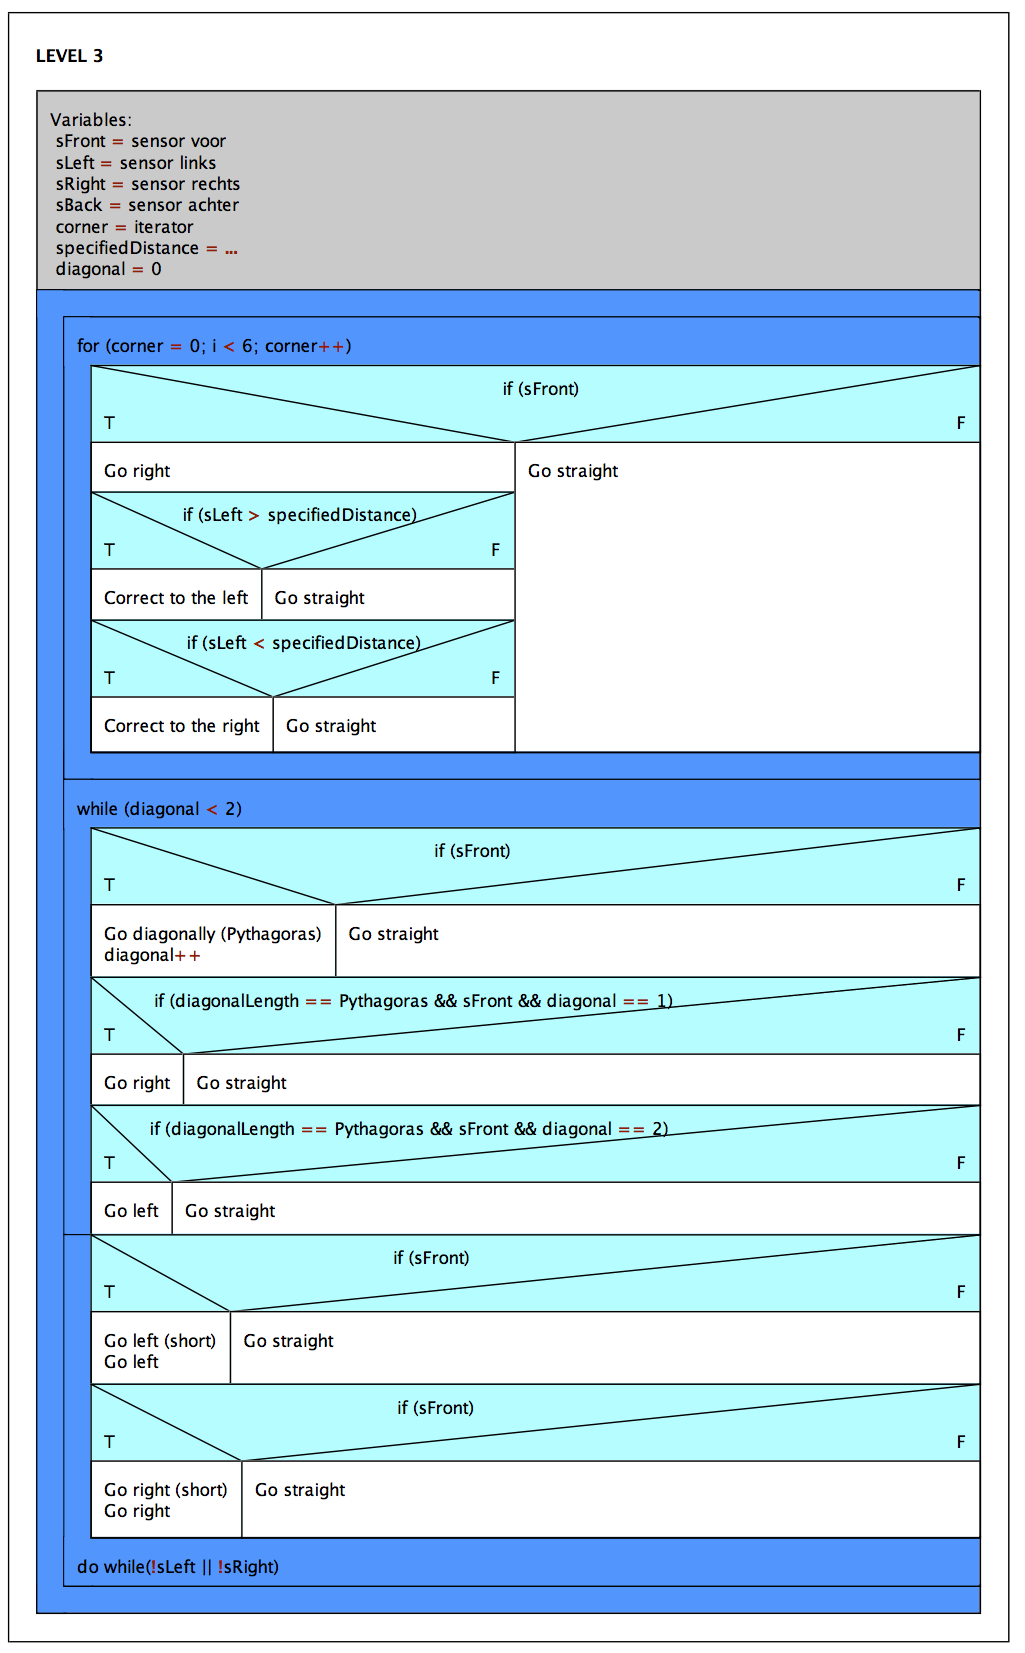 LEVEL 3
Variables:
sFront = sensor voor
sLeft = sensor links
sRight = sensor rechts
sBack = sensor achter
corner = iterator
specifiedDistance = ...
diagonal = 0
for (corner = 0; i < 6; corner++)
if (sFront)
T
F
Go right
Go straight
if (sLeft > specifiedDistance)
T
F
Correct to the left
Go straight
if (sLeft < specifiedDistance)
T
F
Correct to the right
Go straight
while (diagonal < 2)
if (sFront)
T
F
Go diagonally (Pythagoras)
diagonal++
Go straight
if (diagonalLength == Pythagoras && sFront && diagonal == 1)
T
F
Go right
Go straight
if (diagonalLength == Pythagoras && sFront && diagonal == 2)
T
F
Go left
Go straight
if (sFront)
T
F
Go left (short)
Go left
Go straight
if (sFront)
T
F
Go right (short)
Go right
Go straight
do while(!sLeft || !sRight)